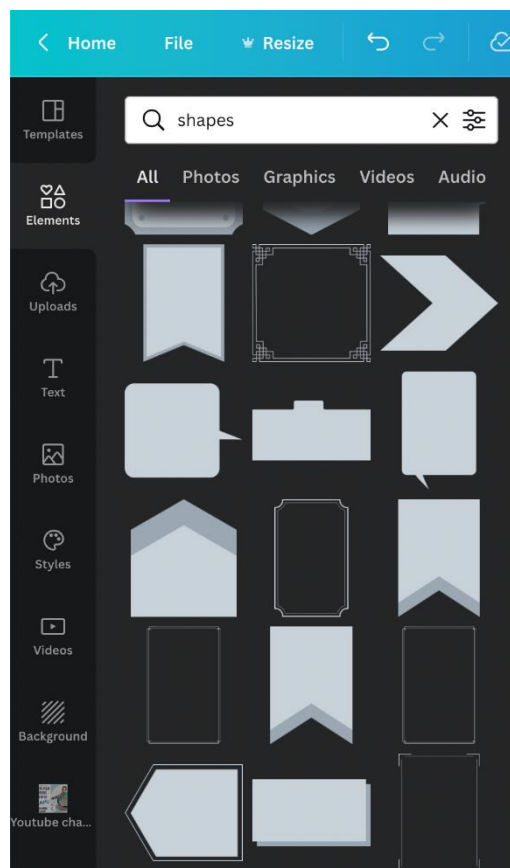 Home File Resize
Templates
shapes
All Photos Graphics Videos Audio
Elements
Uploads
Text
Photos
Styles
Videos
Background
Youtube cha...